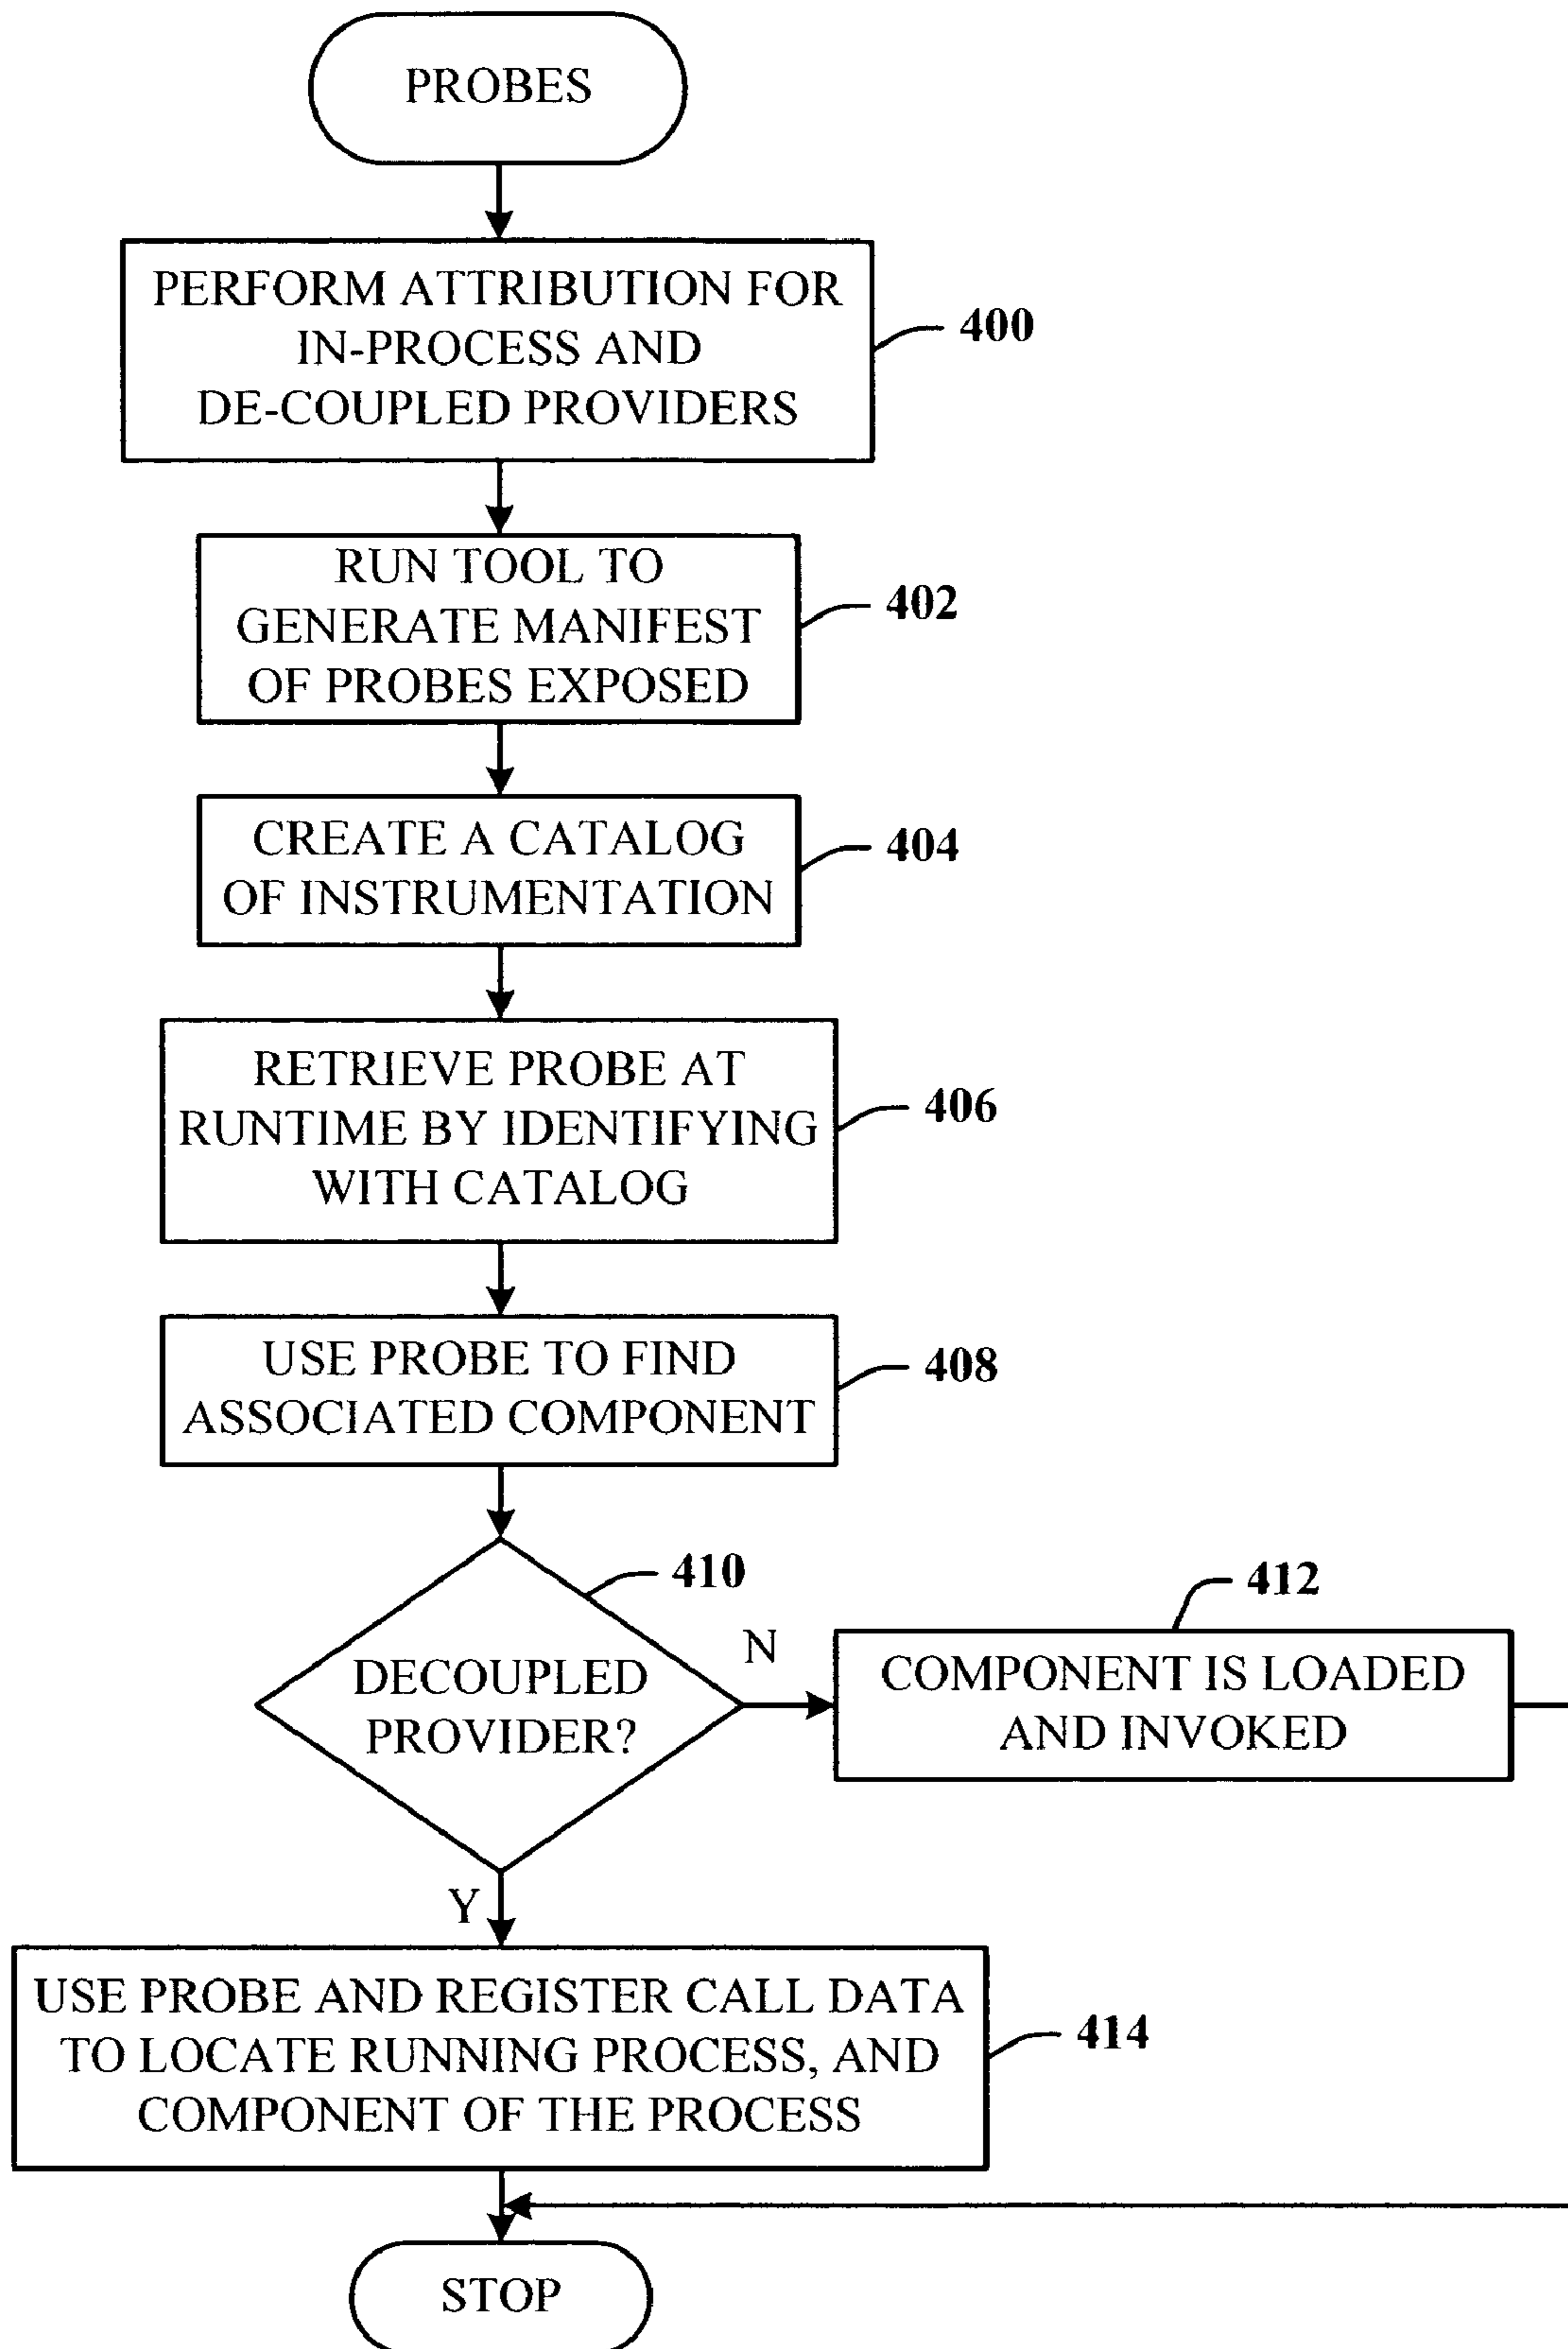 PROBES
PERFORM ATTRIBUTION FOR
IN-PROCESS AND
DE-COUPLED PROVIDERS
400
RUN TOOL TO
GENERATE MANIFEST
OF PROBES EXPOSED
402
CREATE A CATALOG
OF INSTRUMENTATION
404
RETRIEVE PROBE AT
RUNTIME BY IDENTIFYING
WITH CATALOG
406
USE PROBE TO FIND
ASSOCIATED COMPONENT
408
410
DECOUPLED
PROVIDER?
N
412
COMPONENT IS LOADED
AND INVOKED
Y
USE PROBE AND REGISTER CALL DATA
TO LOCATE RUNNING PROCESS, AND
COMPONENT OF THE PROCESS
414
STOP